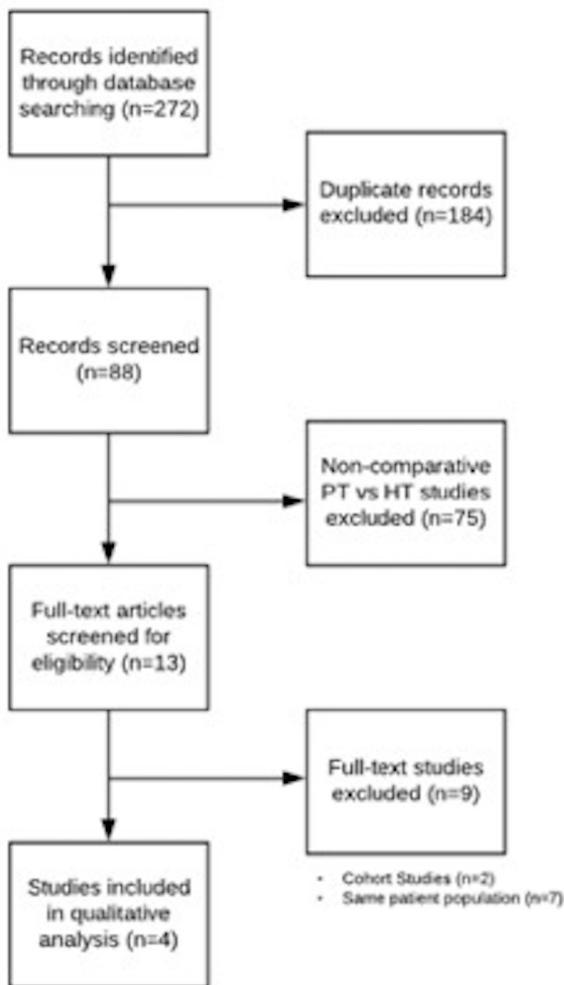 Records identified
through database
searching (n=272)
Duplicate records
excluded (n=184)
Records screened
(n=88)
Non-comparative
PT vs HT studies
excluded (n=75)
Full-text articles
screened for
eligibility (n=13)
Full-text studies
excluded (n=9)
• Cohort Studies (n=2)
• Same patient population (n=7)
Studies included
in qualitative
analysis (n=4)